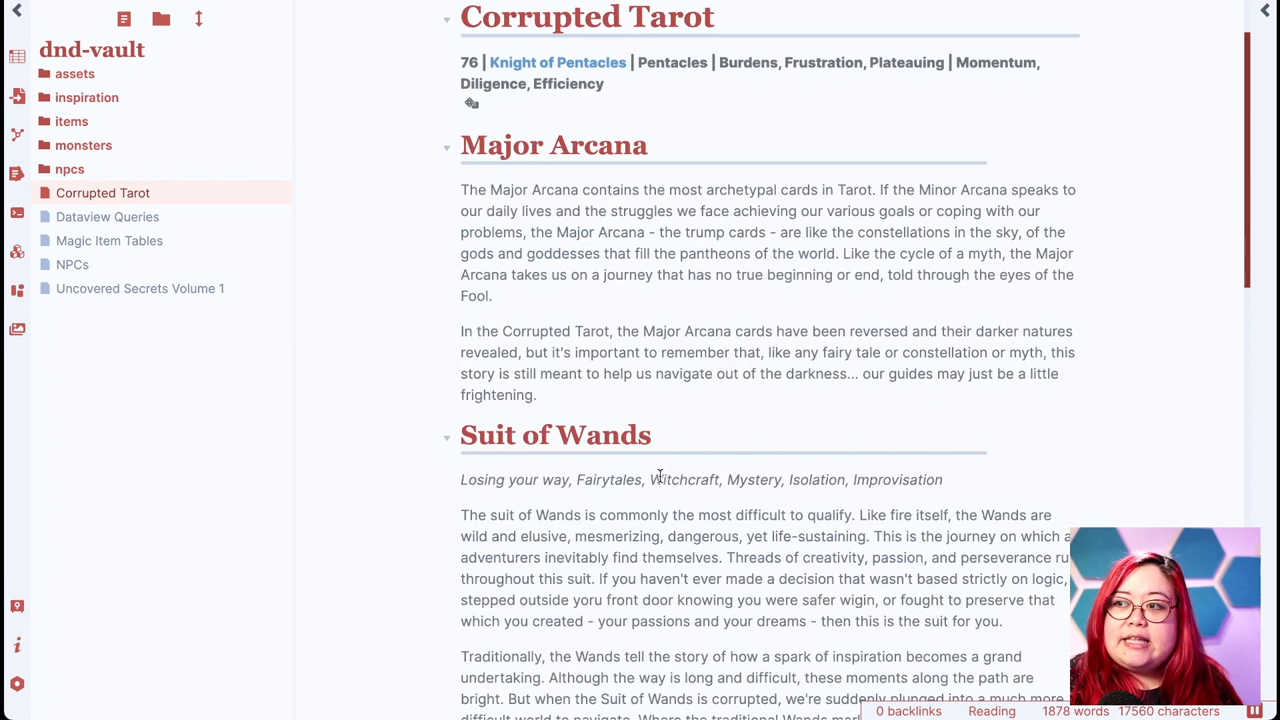 dnd-vault
assets
inspiration
items
monsters
npcs
Corrupted Tarot
Dataview Queries
Magic Item Tables
NPCs
Uncovered Secrets Volume 1
Corrupted Tarot
76 | Knight of Pentacles | Pentacles | Burdens, Frustration, Plateauing | Momentum,
Diligence, Efficiency
Major Arcana
The Major Arcana contains the most archetypal cards in Tarot. If the Minor Arcana speaks to
our daily lives and the struggles we face achieving our various goals or coping with our
problems, the Major Arcana - the trump cards - are like the constellations in the sky, of the
gods and goddesses that fill the pantheons of the world. Like the cycle of a myth, the Major
Arcana takes us on a journey that has no true beginning or end, told through the eyes of the
Fool.
In the Corrupted Tarot, the Major Arcana cards have been reversed and their darker natures
revealed, but it's important to remember that, like any fairy tale or constellation or myth, this
story is still meant to help us navigate out of the darkness... our guides may just be a little
frightening.
Suit of Wands
Losing your way, Fairytales, Witchcraft, Mystery, Isolation, Improvisation
The suit of Wands is commonly the most difficult to qualify. Like fire itself, the Wands are
wild and elusive, mesmerizing, dangerous, yet life-sustaining. This is the journey on which a
adventurers inevitably find themselves. Threads of creativity, passion, and perseverance ru
throughout this suit. If you haven't ever made a decision that wasn't based strictly on logic,
stepped outside yoru front door knowing you were safer wigin, or fought to preserve that
which you created - your passions and your dreams - then this is the suit for you.
Traditionally, the Wands tell the story of how a spark of inspiration becomes a grand
undertaking. Although the way is long and difficult, these moments along the path are
bright. But when the Suit of Wands is corrupted, we're suddenly plunged into a much more
difficult world to navigate. Where the traditional Wands
0 backlinks Reading 1878 words 17560 characters